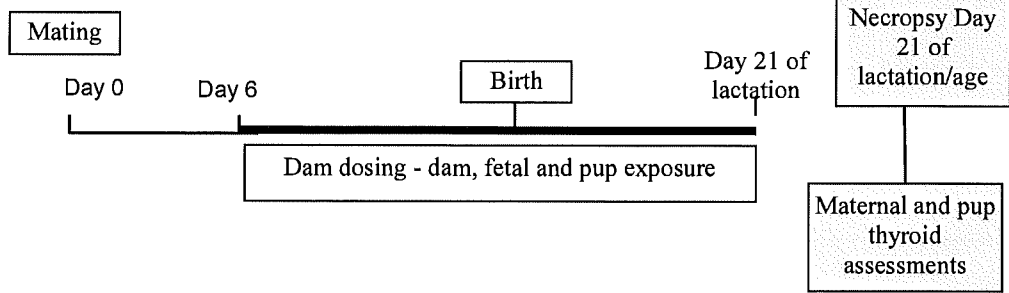 Mating
Day 0
Day 6
Birth
Day 21 of
lactation
Necropsy Day
21 of
lactation/age
Dam dosing - dam, fetal and pup exposure
Maternal and pup
thyroid
assessments